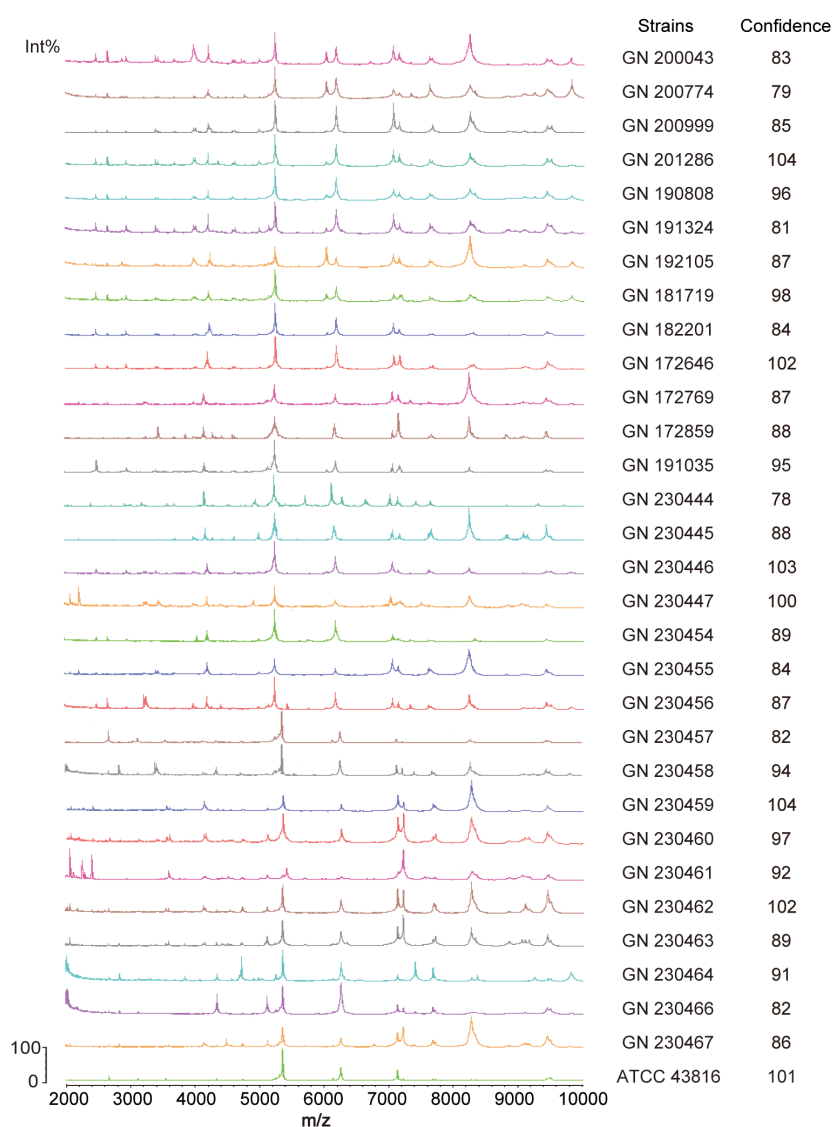 Strains Confidence
Int%
GN 200043 83
GN 200774 79
GN 200999 85
GN 201286 104
GN 190808 96
GN 191324 81
GN 192105 87
GN 181719 98
GN 182201 84
GN 172646 102
GN 172769 87
GN 172859 88
GN 191035 95
GN 230444 78
GN 230445 88
GN 230446 103
GN 230447 100
GN 230454 89
GN 230455 84
GN 230456 87
GN 230457 82
GN 230458 94
GN 230459 104
GN 230460 97
GN 230461 92
GN 230462 102
GN 230463 89
GN 230464 91
GN 230466 82
GN 230467 86
100
0
ATCC 43816 101
2000 3000 4000 5000 6000 7000 8000 9000 10000
m/z